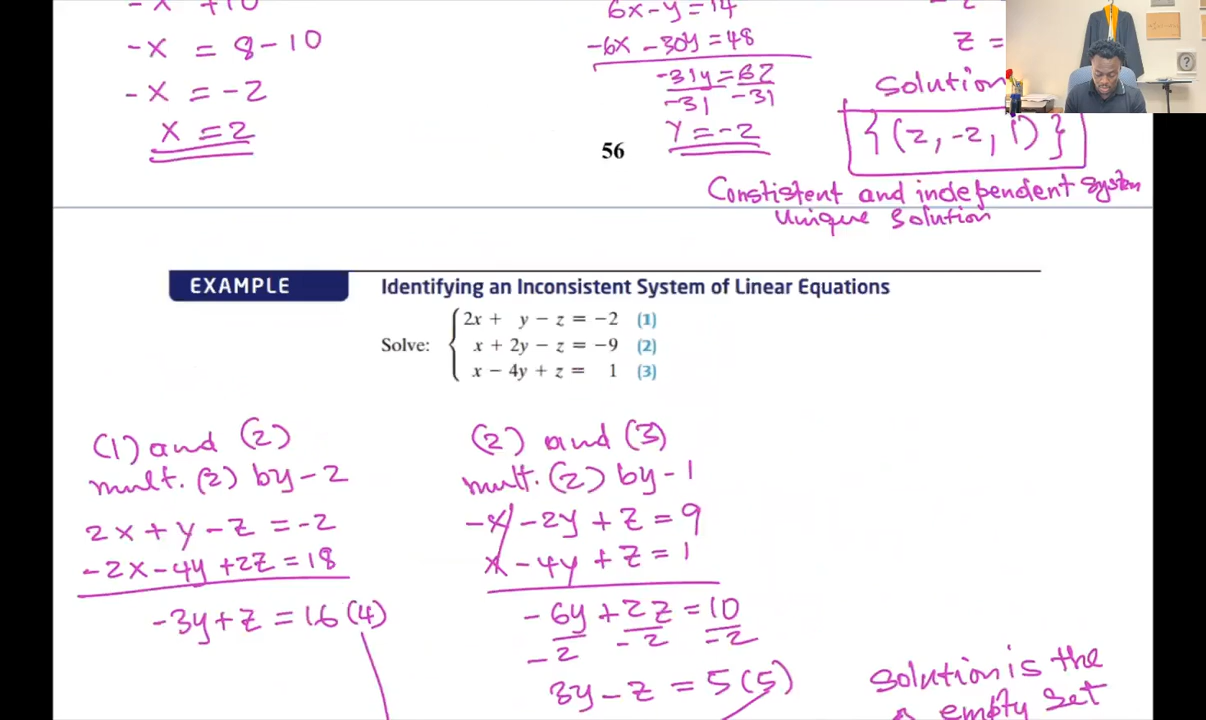 -x +10
-x = 8-10
-x = -2
x = 2
6x-y=14
-6x -30y=48
-31y=62
-31 -31
y=-2
z =
Solution
{(2,-2,1)}
Constistent and independent system
Unique Solution
56
EXAMPLE Identifying an Inconsistent System of Linear Equations
2x + y − z = −2 (1)
Solve: x + 2y − z = −9 (2)
x − 4y + z = 1 (3)
(1) and (2)
mult. (2) by -2
2x+y-z=-2
-2x-4y+2z=18
-3y+z=16(4)
(2) and (3)
mult. (2) by -1
-x-2y+z=9
x-4y+z=1
-6y+2z=10
-2 -2 -2
3y-z=5(5)
Solution is the
empty set